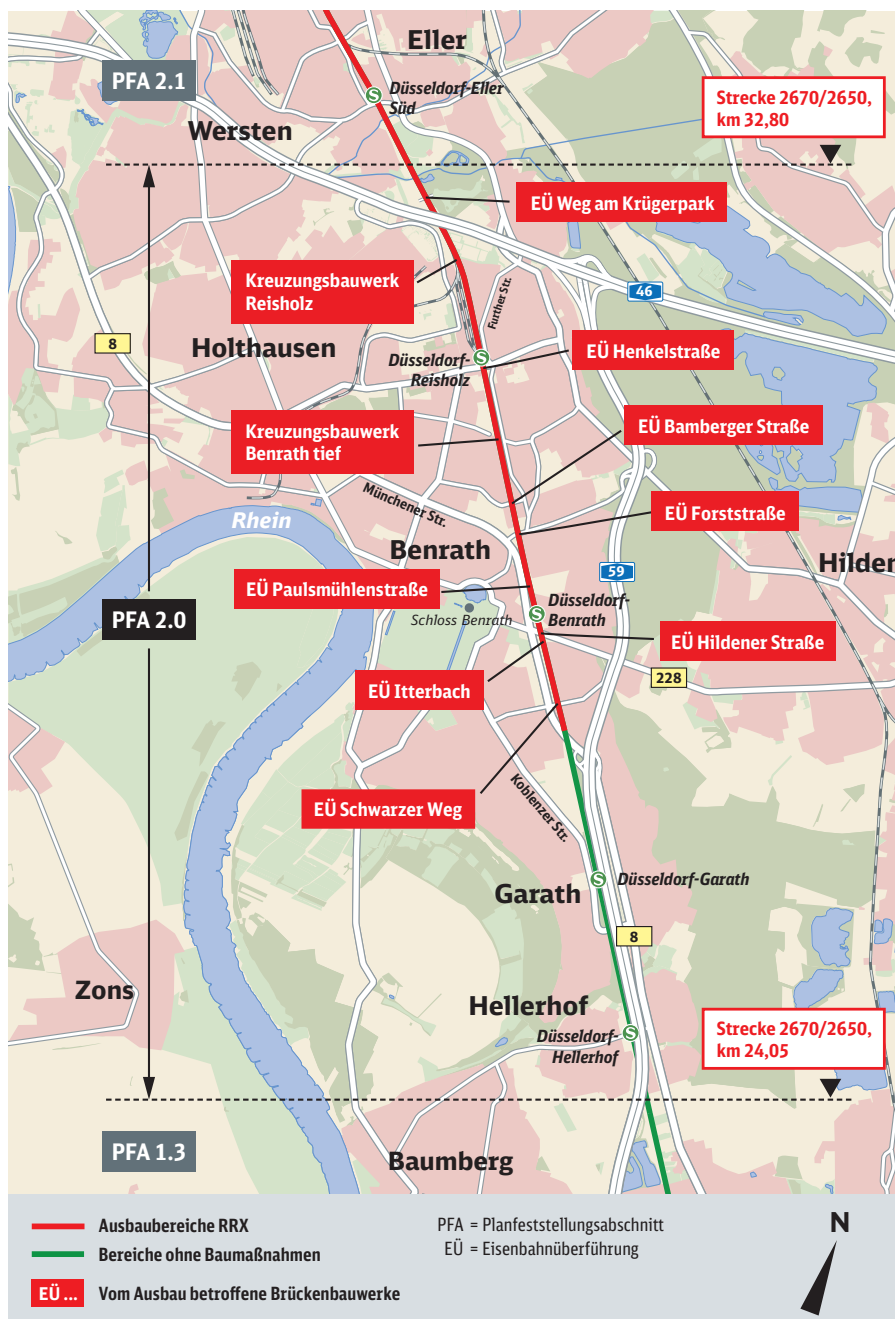 Eller
PFA 2.1
Düsseldorf-Eller
Süd
Strecke 2670/2650,
km 32,80
Wersten
EÜ Weg am Krügerpark
Kreuzungsbauwerk
Reisholz
Further Str.
46
8
Holthausen
Düsseldorf-
Reisholz
EÜ Henkelstraße
Kreuzungsbauwerk
Benrath tief
EÜ Bamberger Straße
Münchener Str.
Rhein
EÜ Forststraße
Benrath
Hilden
59
EÜ Paulsmühlenstraße
PFA 2.0
Schloss Benrath
Düsseldorf-
Benrath
EÜ Hildener Straße
228
EÜ Itterbach
EÜ Schwarzer Weg
Koblenzer Str.
Garath
Düsseldorf-Garath
8
Zons
Hellerhof
Düsseldorf-
Hellerhof
Strecke 2670/2650,
km 24,05
PFA 1.3
Baumberg
Ausbaubereiche RRX
Bereiche ohne Baumaßnahmen
EÜ ... Vom Ausbau betroffene Brückenbauwerke
PFA = Planfeststellungsabschnitt
EÜ = Eisenbahnüberführung
N